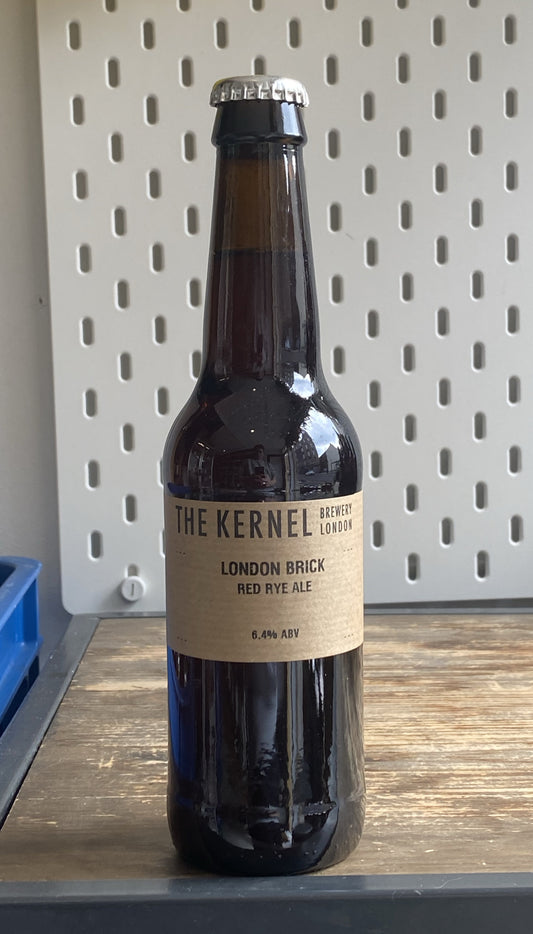 THE KERNEL BREWERY
LONDON
LONDON BRICK
RED RYE ALE
6.4% ABV